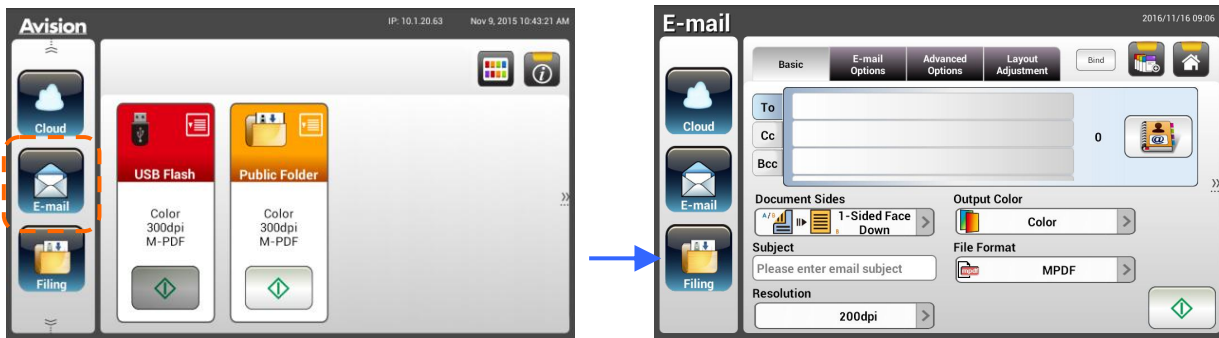 Avision
IP: 10.1.20.63
Nov 9, 2015 10:43:21 AM
Cloud
E-mail
Filing
USB Flash
Color
300dpi
M-PDF
Public Folder
Color
300dpi
M-PDF
E-mail
2016/11/16 09:06
Cloud
E-mail
Filing
Basic
E-mail
Options
Advanced
Options
Layout
Adjustment
Bind
To
Cc
Bcc
0
Document Sides
1-Sided Face
Down
Output Color
Color
Subject
Please enter email subject
File Format
MPDF
Resolution
200dpi